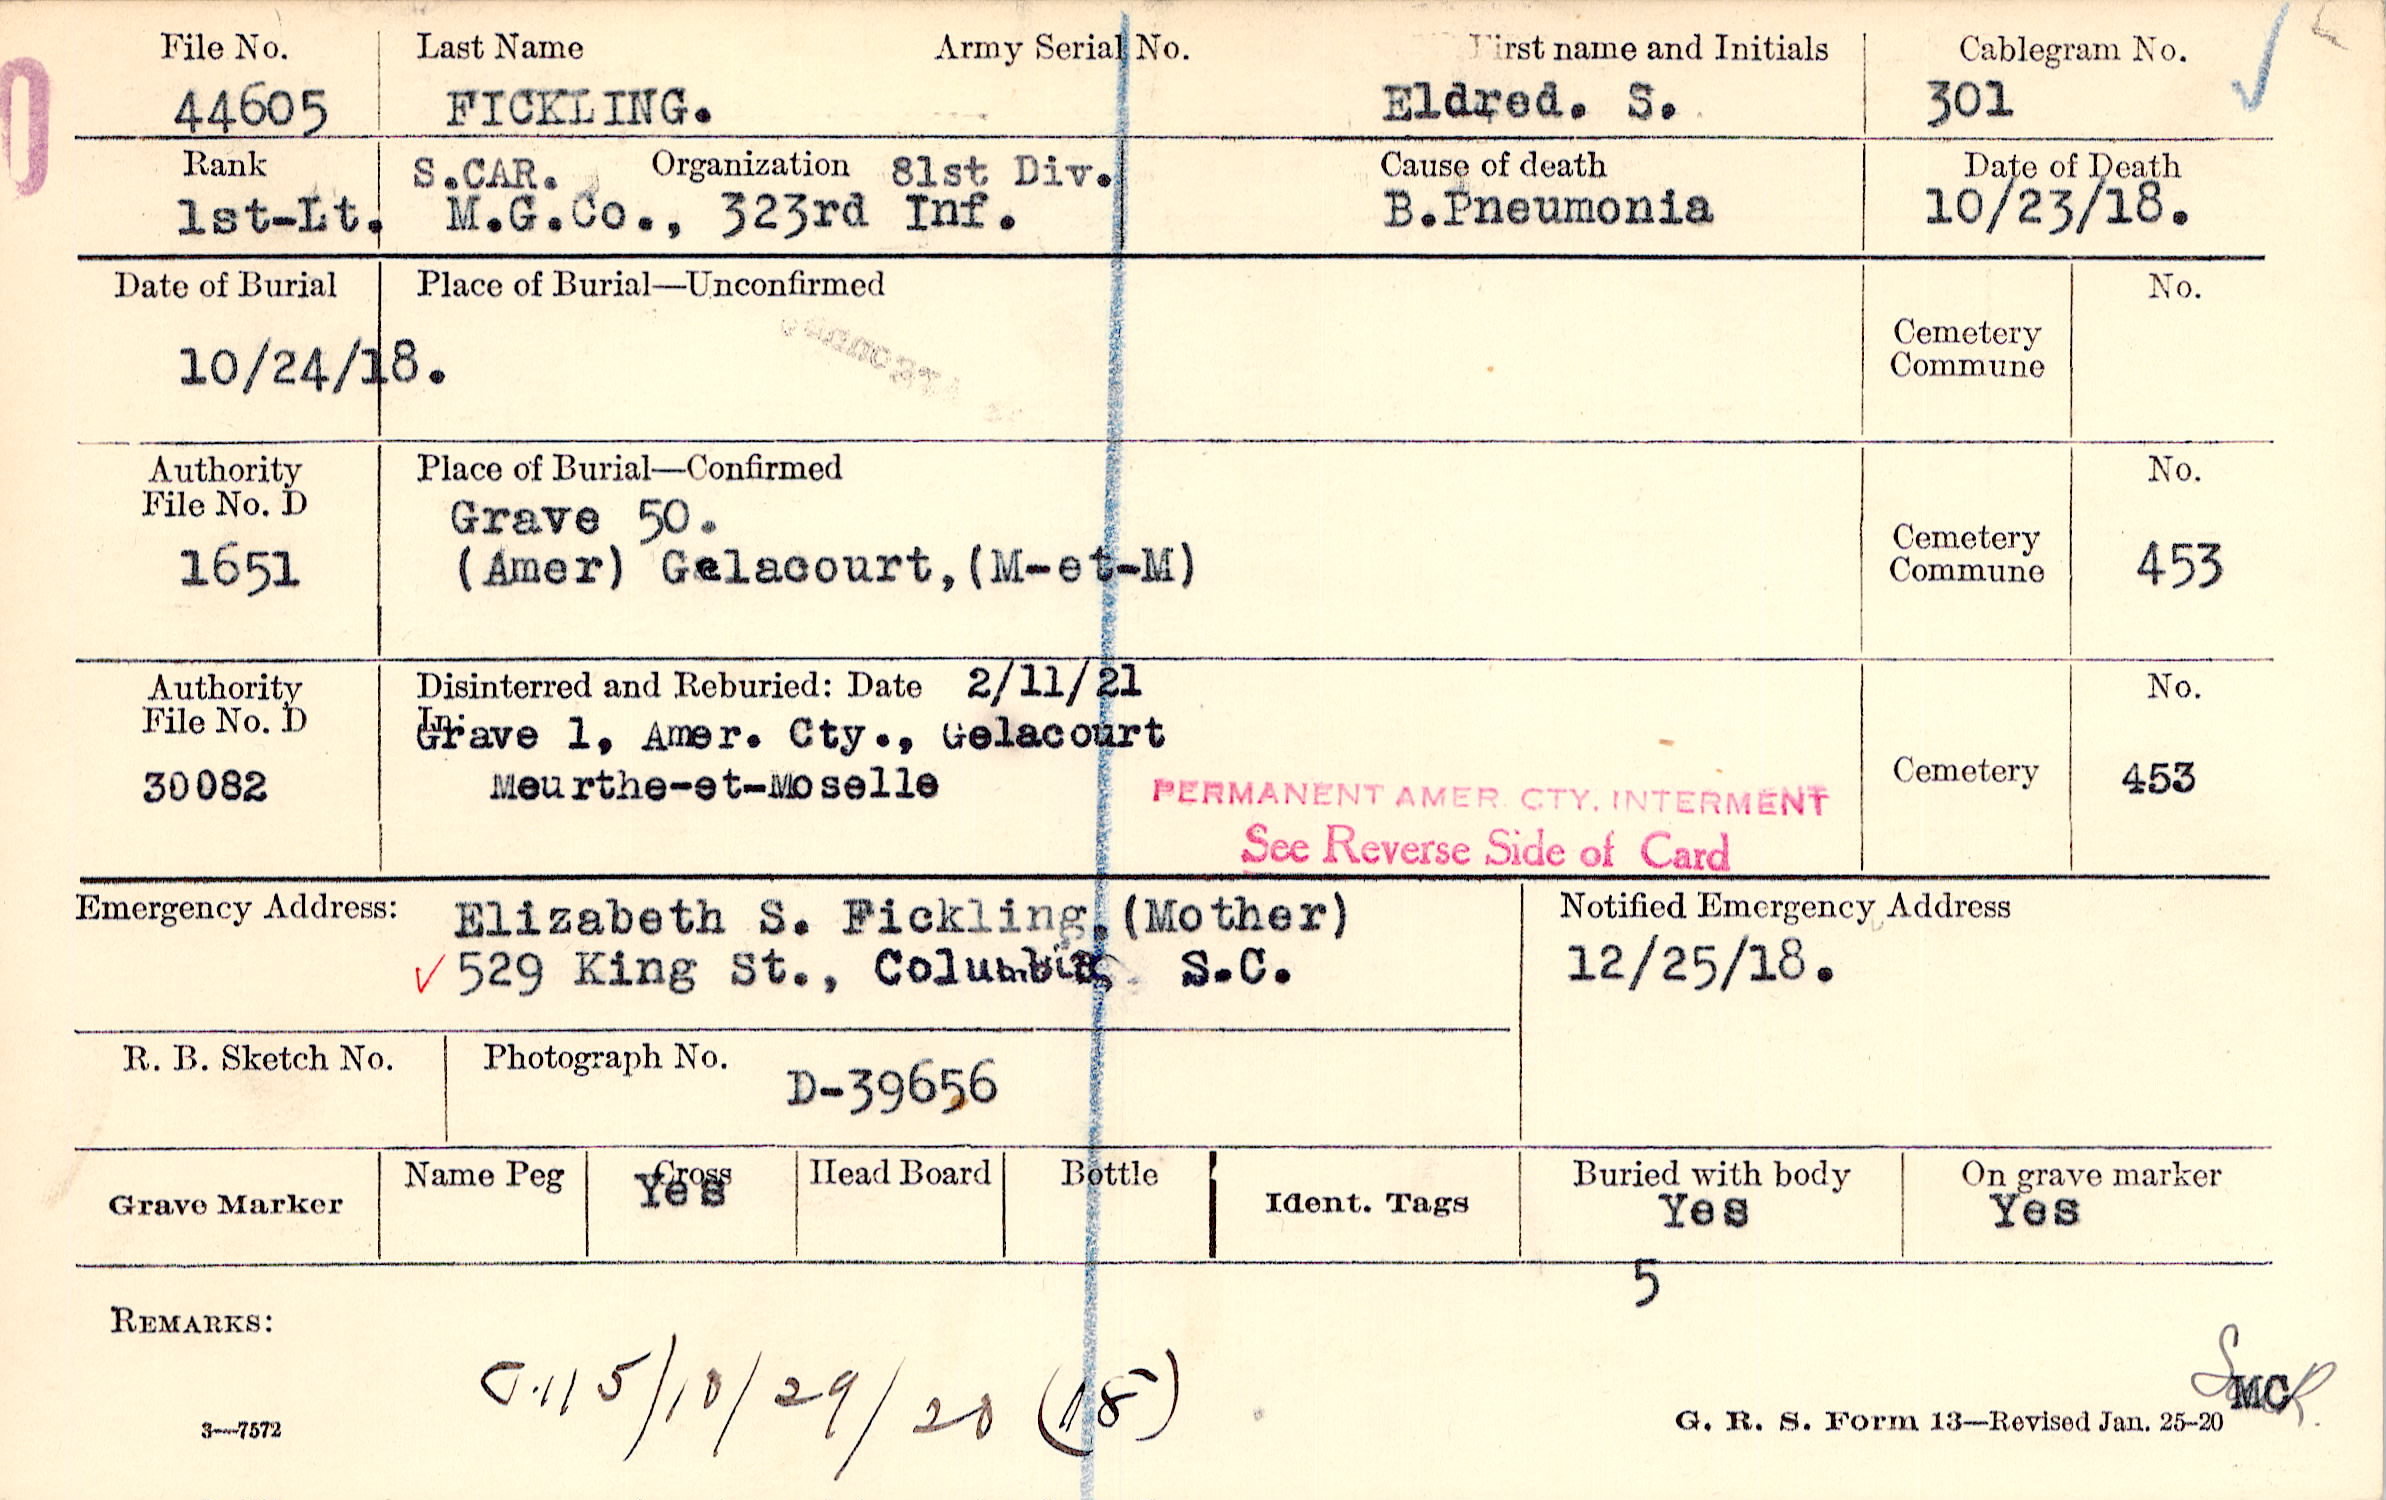 File No. Last Name Army Serial No. First name and Initials Cablegram No.
44605 FICKLING. Eldred. S. 301
Rank S.CAR. Organization 81st Div. Cause of death Date of Death
1st-Lt. M.G.Co., 323rd Inf. B.Pneumonia 10/23/18.
Date of Burial Place of Burial—Unconfirmed No.
10/24/18. Cemetery
Commune
Authority Place of Burial—Confirmed No.
File No. D Grave 50.
1651 (Amer) Gelacourt,(M-et-M) Cemetery
Commune 453
Authority Disinterred and Reburied: Date 2/11/21 No.
File No. D In:
Grave 1, Amer. Cty., Gelacourt
30082 Meurthe-et-Moselle Cemetery 453
PERMANENT AMER. CTY. INTERMENT
See Reverse Side of Card
Emergency Address: Elizabeth S. Fickling,(Mother) Notified Emergency Address
529 King St., Columbia, S.C. 12/25/18.
R. B. Sketch No. Photograph No.
D-39656
Grave Marker Name Peg Cross Head Board Bottle Ident. Tags Buried with body On grave marker
Yes Yes Yes
5
REMARKS:
115/10/29/20 (18)
MC
3—7572 G. R. S. Form 13—Revised Jan. 25-20